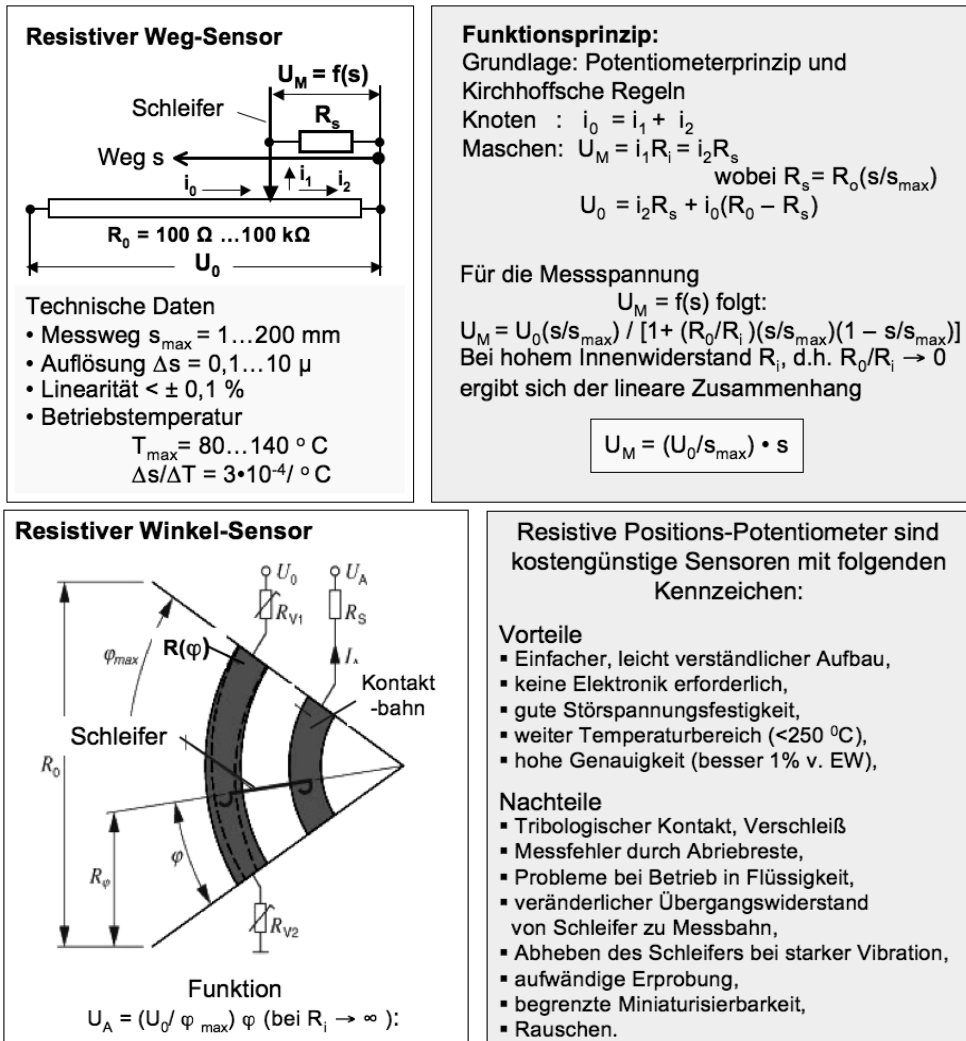 Resistiver Weg-Sensor
U_M = f(s)
Schleifer
R_s
Weg s
i_0
i_1
i_2
R_0 = 100 Ω ...100 kΩ
U_0
Technische Daten
• Messweg s_max = 1...200 mm
• Auflösung Δs = 0,1...10 μ
• Linearität < ± 0,1 %
• Betriebstemperatur
T_max= 80...140 ° C
Δs/ΔT = 3•10^-4/ ° C
Funktionsprinzip:
Grundlage: Potentiometerprinzip und
Kirchhoffsche Regeln
Knoten : i_0 = i_1 + i_2
Maschen: U_M = i_1R_i = i_2R_s
wobei R_s= R_o(s/s_max)
U_0 = i_2R_s + i_0(R_0 – R_s)
Für die Messspannung
U_M = f(s) folgt:
U_M = U_0(s/s_max) / [1+ (R_0/R_i )(s/s_max)(1 – s/s_max)]
Bei hohem Innenwiderstand R_i, d.h. R_0/R_i → 0
ergibt sich der lineare Zusammenhang
U_M = (U_0/s_max) • s
Resistiver Winkel-Sensor
U_0
U_A
R_V1
R_S
φ_max
R(φ)
I_A
Kontakt
-bahn
Schleifer
R_0
φ
R_φ
R_V2
Funktion
U_A = (U_0/ φ_max) φ (bei R_i → ∞ ):
Resistive Positions-Potentiometer sind
kostengünstige Sensoren mit folgenden
Kennzeichen:
Vorteile
▪ Einfacher, leicht verständlicher Aufbau,
▪ keine Elektronik erforderlich,
▪ gute Störspannungsfestigkeit,
▪ weiter Temperaturbereich (<250 ⁰C),
▪ hohe Genauigkeit (besser 1% v. EW),
Nachteile
▪ Tribologischer Kontakt, Verschleiß
▪ Messfehler durch Abriebreste,
▪ Probleme bei Betrieb in Flüssigkeit,
▪ veränderlicher Übergangswiderstand
von Schleifer zu Messbahn,
▪ Abheben des Schleifers bei starker Vibration,
▪ aufwändige Erprobung,
▪ begrenzte Miniaturisierbarkeit,
▪ Rauschen.